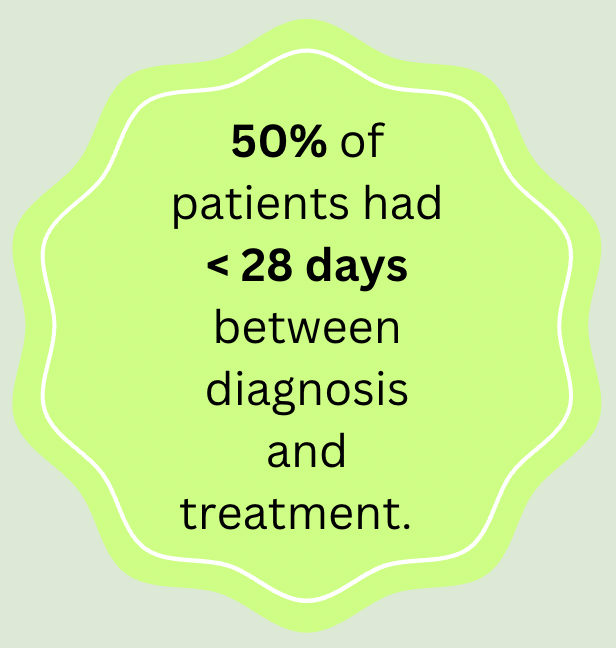 50% of
patients had
< 28 days
between
diagnosis
and
treatment.